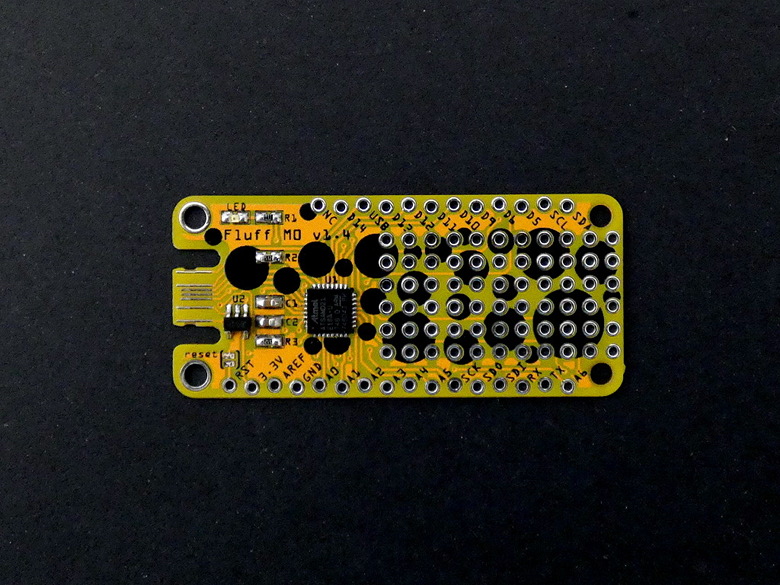 LED
R1
NC
D14
USB
D13
D12
D11
D10
D9
D6
D5
SCL
SDA
Fluff M0 v1.4
R2
U1
Atmel
U2
C1
C2
R3
reset
RST
3.3V
AREF
GND
A0
A1
A2
A3
A4
A5
SCK
SDO
SDI
RX
TX